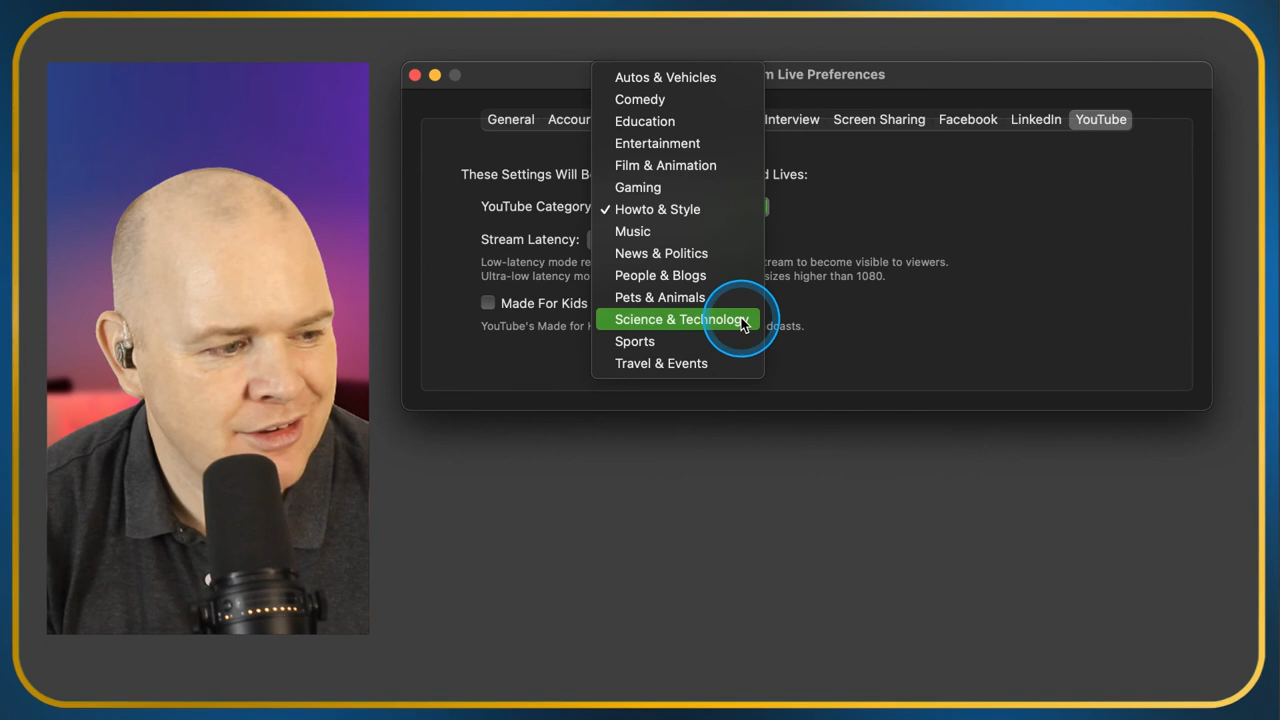 m Live Preferences
General Accoun Interview Screen Sharing Facebook LinkedIn YouTube
These Settings Will Be d Lives:
YouTube Category
Stream Latency:
Low-latency mode re tream to become visible to viewers.
Ultra-low latency mo sizes higher than 1080.
Made For Kids
YouTube's Made for dcasts.
Autos & Vehicles
Comedy
Education
Entertainment
Film & Animation
Gaming
✓ Howto & Style
Music
News & Politics
People & Blogs
Pets & Animals
Science & Technology
Sports
Travel & Events